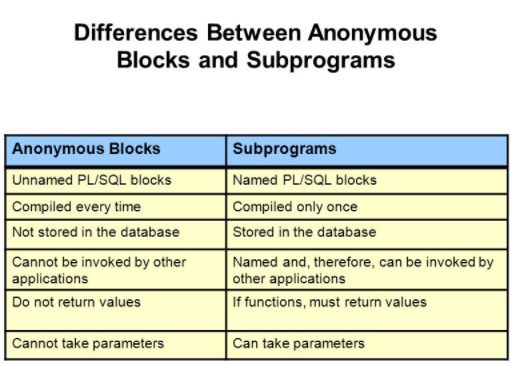 Differences Between Anonymous
Blocks and Subprograms
Anonymous Blocks
Subprograms
Unnamed PL/SQL blocks
Named PL/SQL blocks
Compiled every time
Compiled only once
Not stored in the database
Stored in the database
Cannot be invoked by other
applications
Named and, therefore, can be invoked by
other applications
Do not return values
If functions, must return values
Cannot take parameters
Can take parameters